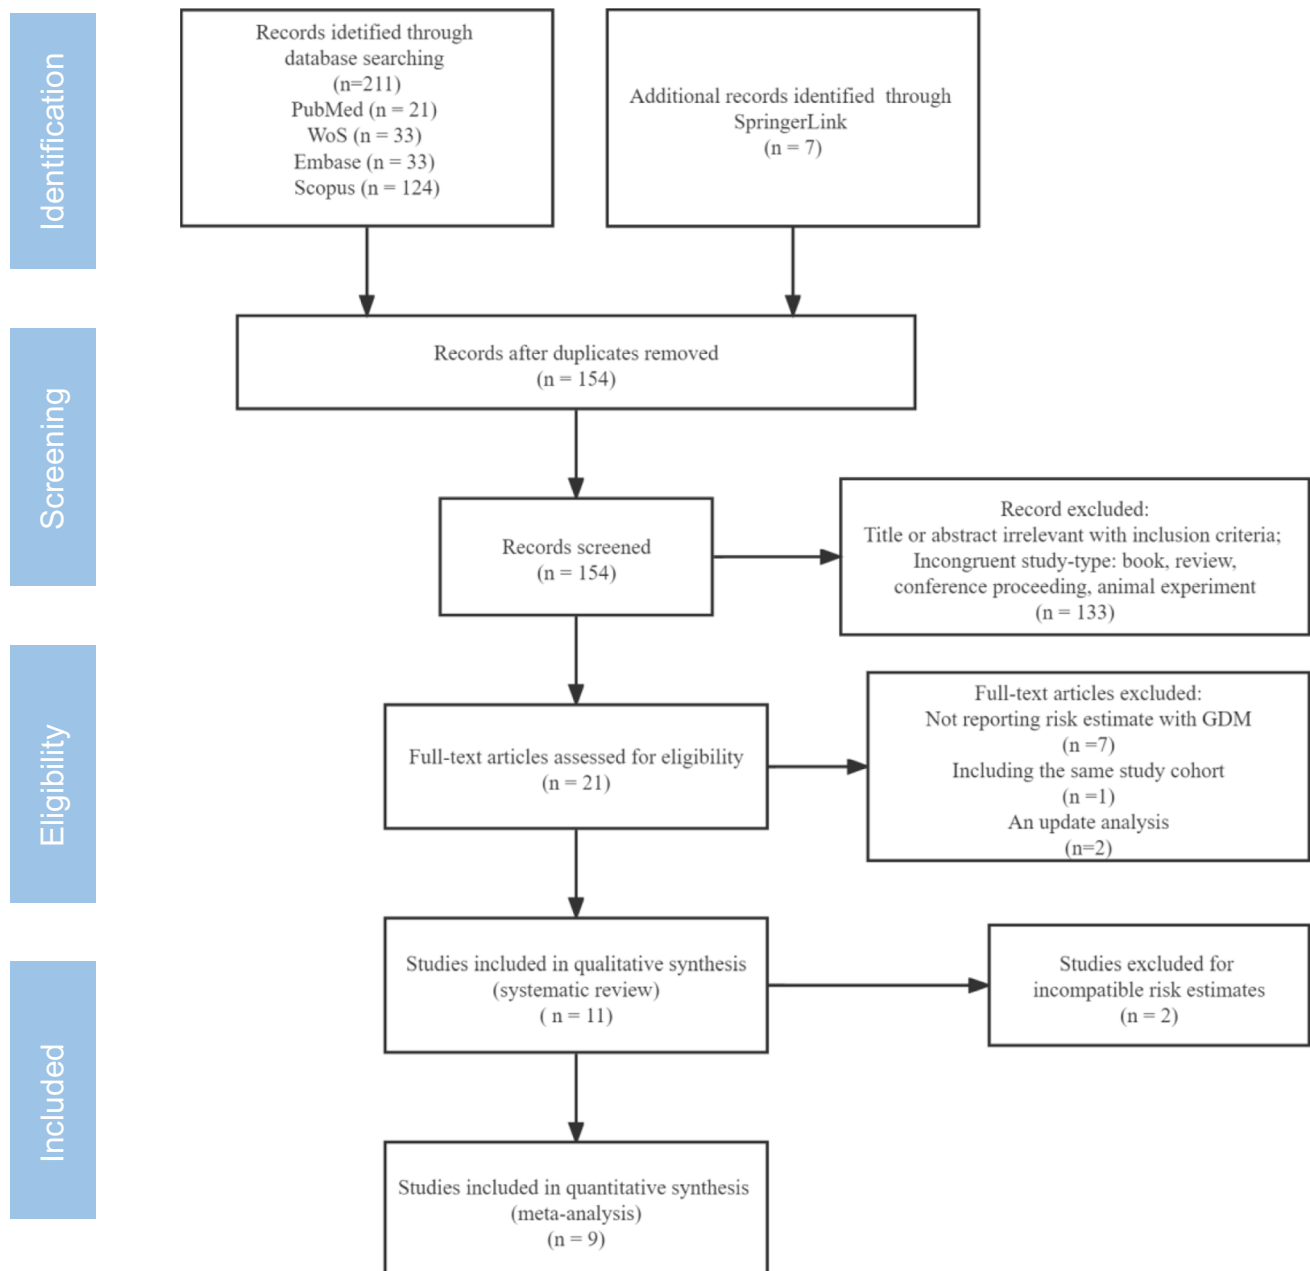 Identification
Records idetified through
database searching
(n=211)
PubMed (n = 21)
WoS (n = 33)
Embase (n = 33)
Scopus (n = 124)
Additional records identified through
SpringerLink
(n = 7)
Screening
Records after duplicates removed
(n = 154)
Records screened
(n = 154)
Record excluded:
Title or abstract irrelevant with inclusion criteria;
Incongruent study-type: book, review,
conference proceeding, animal experiment
(n = 133)
Eligibility
Full-text articles assessed for eligibility
(n = 21)
Full-text articles excluded:
Not reporting risk estimate with GDM
(n =7)
Including the same study cohort
(n =1)
An update analysis
(n=2)
Included
Studies included in qualitative synthesis
(systematic review)
( n = 11)
Studies excluded for
incompatible risk estimates
(n = 2)
Studies included in quantitative synthesis
(meta-analysis)
(n = 9)